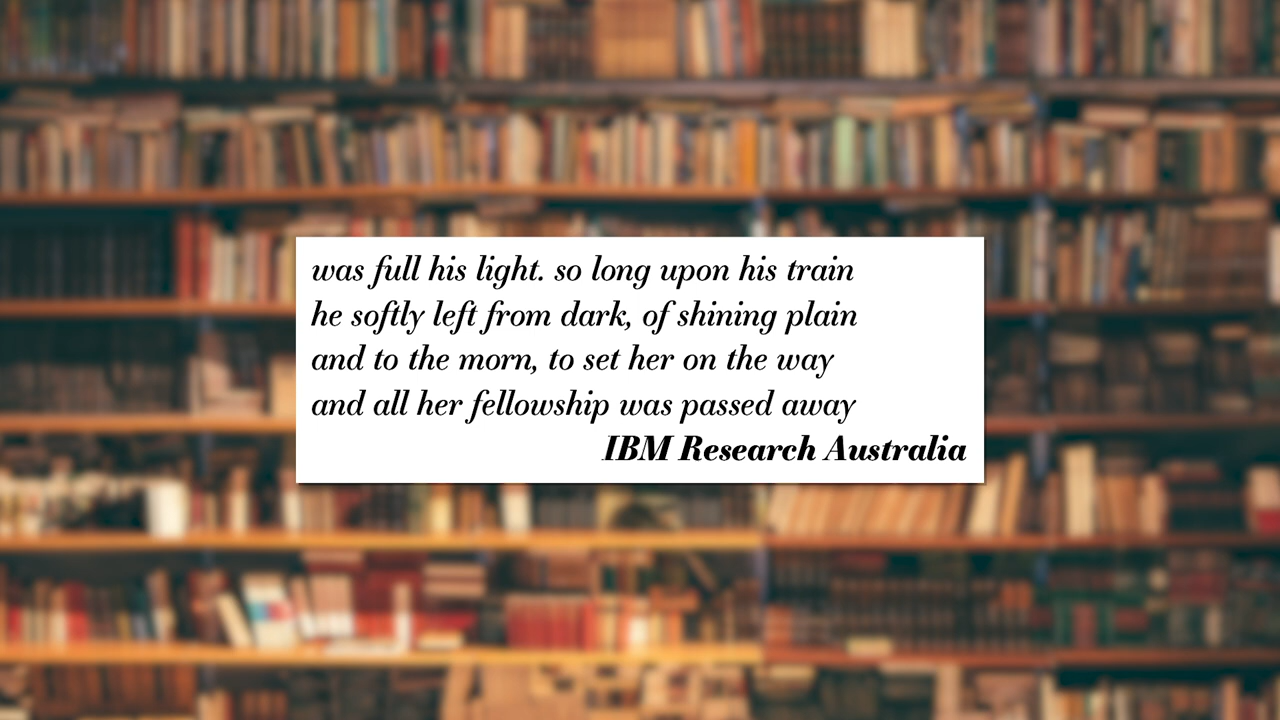 was full his light. so long upon his train
he softly left from dark, of shining plain
and to the morn, to set her on the way
and all her fellowship was passed away
IBM Research Australia